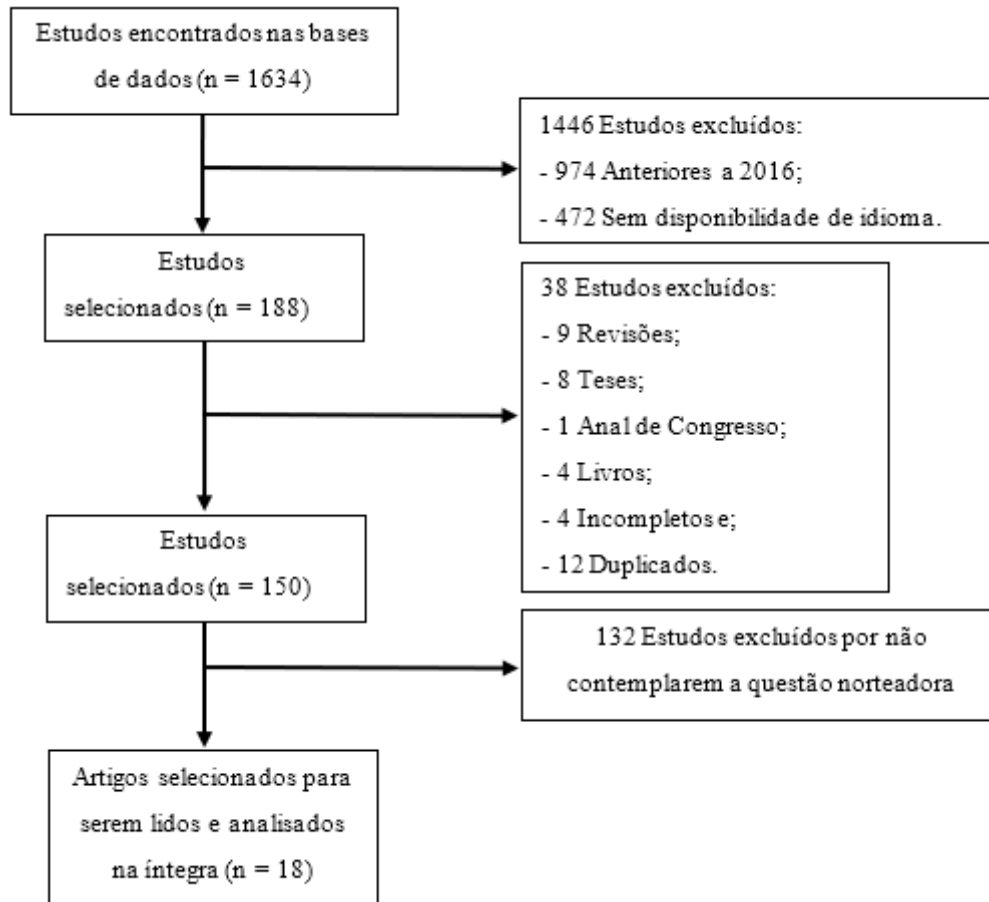 Estudos encontrados nas bases
de dados (n = 1634)
1446 Estudos excluídos:
- 974 Anteriores a 2016;
- 472 Sem disponibilidade de idioma.
Estudos
selecionados (n = 188)
38 Estudos excluídos:
- 9 Revisões;
- 8 Teses;
- 1 Anal de Congresso;
- 4 Livros;
- 4 Incompletos e;
- 12 Duplicados.
Estudos
selecionados (n = 150)
132 Estudos excluídos por não
contemplarem a questão norteadora
Artigos selecionados para
serem lidos e analisados
na íntegra (n = 18)